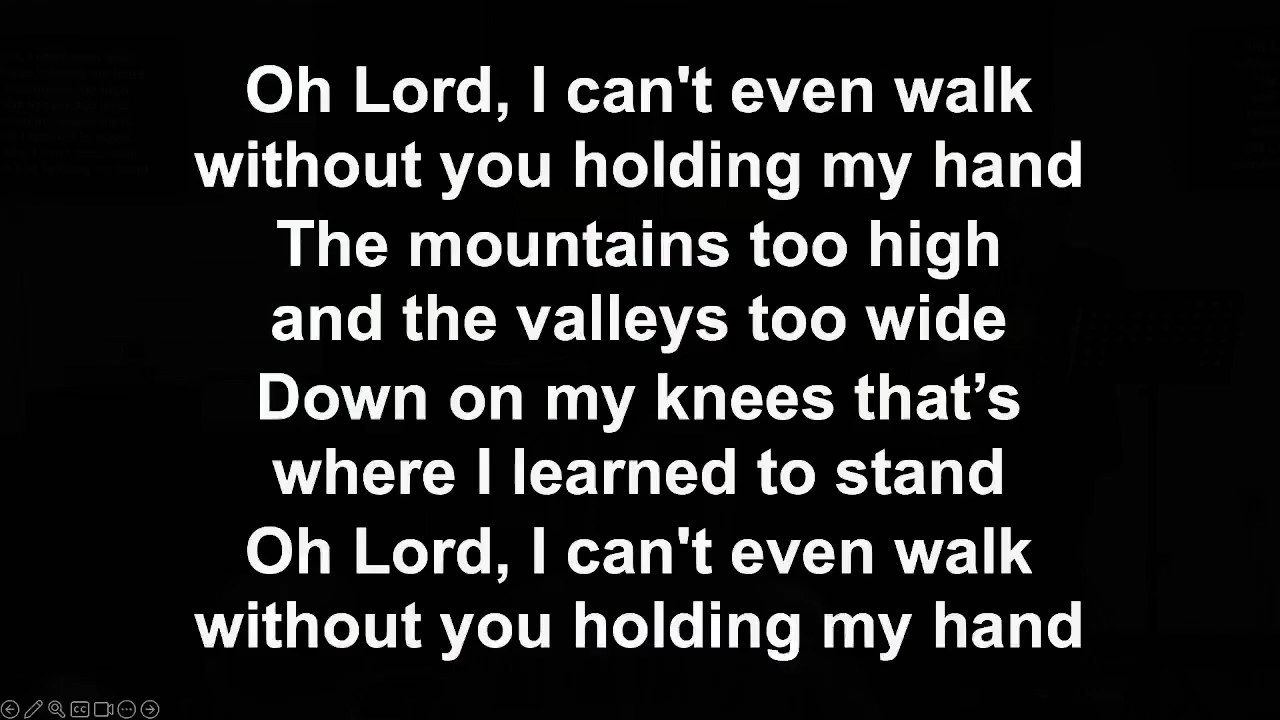 Oh Lord, I can't even walk
without you holding my hand
The mountains too high
and the valleys too wide
Down on my knees that’s
where I learned to stand
Oh Lord, I can't even walk
without you holding my hand